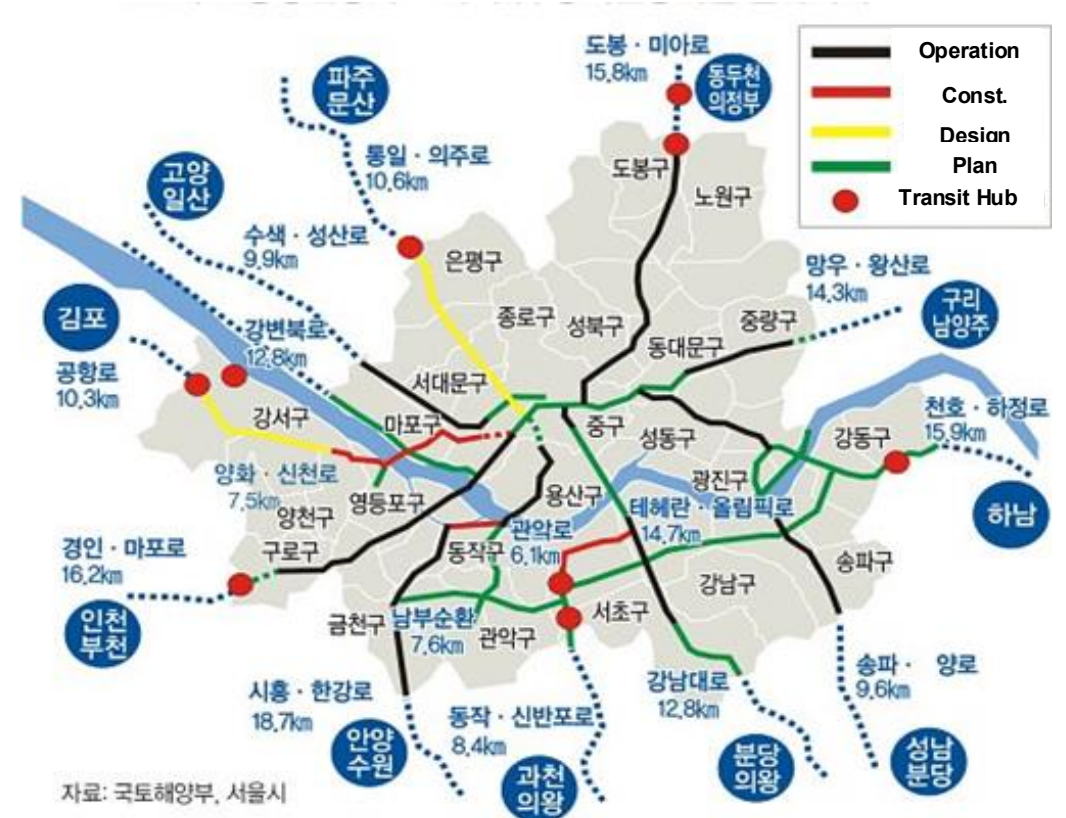 도봉·미아로
15.8km
동두천
의정부
Operation
Const.
Design
Plan
Transit Hub
파주
문산
통일·의주로
10.6km
도봉구
노원구
고양
일산
수색·성산로
9.9km
은평구
망우·왕산로
14.3km
구리
남양주
김포
강변북로
12.8km
종로구
성북구
중랑구
동대문구
공항로
10.3km
서대문구
강서구
마포구
중구
성동구
천호·하정로
15.9km
강동구
양화·신천로
7.5km
영등포구
용산구
광진구
양천구
테헤란·올림픽로
14.7km
하남
관악로
6.1km
경인·마포로
16.2km
구로구
동작구
송파구
강남구
인천
부천
금천구
남부순환
7.6km
관악구
서초구
시흥·한강로
18.7km
동작·신반포로
8.4km
강남대로
12.8km
송파· 양로
9.6km
안양
수원
과천
의왕
분당
의왕
성남
분당
자료: 국토해양부, 서울시